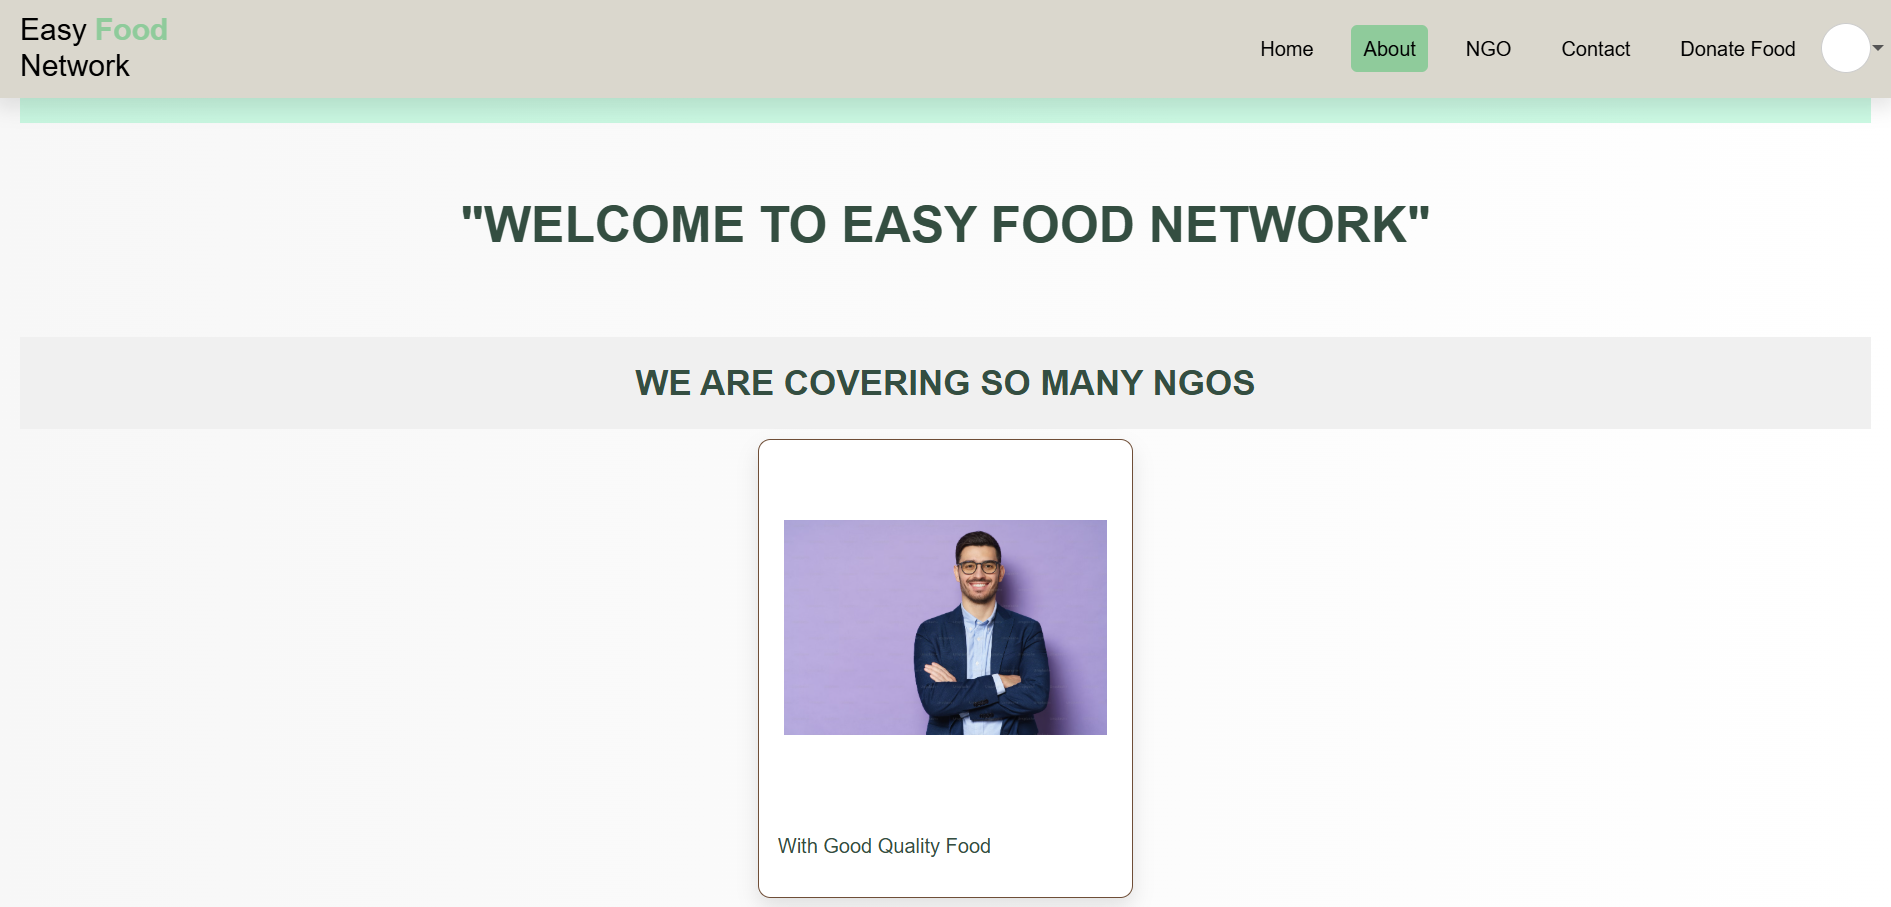 Easy Food
Network
Home About NGO Contact Donate Food
"WELCOME TO EASY FOOD NETWORK"
WE ARE COVERING SO MANY NGOS
With Good Quality Food